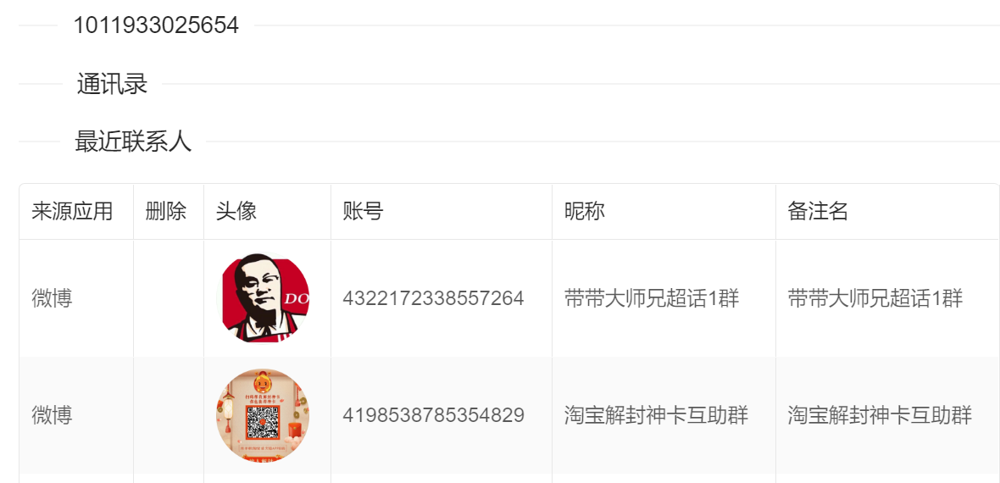 1011933025654
通讯录
最近联系人
来源应用 删除 头像 账号 昵称 备注名
DO
微博 4322172338557264 带带大师兄超话1群 带带大师兄超话1群
微博 4198538785354829 淘宝解封神卡互助群 淘宝解封神卡互助群